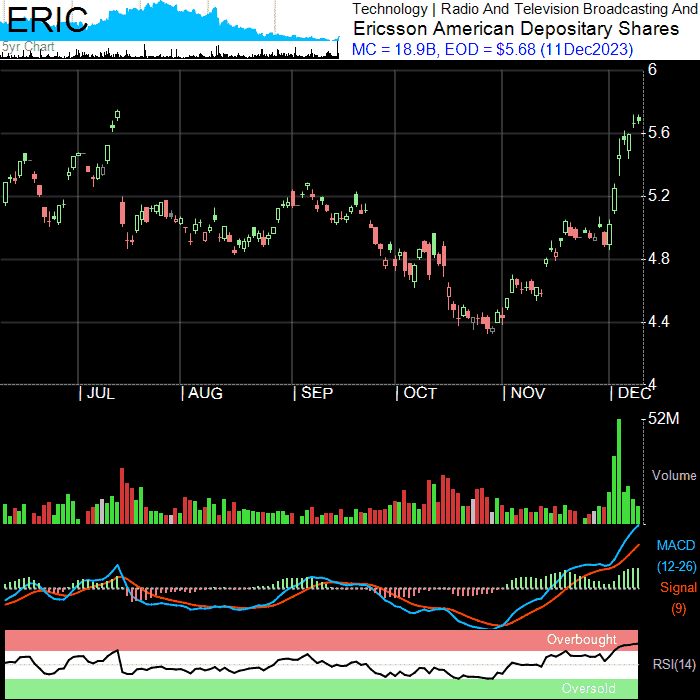 ERIC
5yr Chart
Technology | Radio And Television Broadcasting And
Ericsson American Depositary Shares
MC = 18.9B, EOD = $5.68 (11Dec2023)
6
5.6
5.2
4.8
4.4
4
| JUL | AUG | SEP | OCT | NOV | DEC
52M
Volume
MACD
(12-26)
Signal
(9)
Overbought
RSI(14)
Oversold